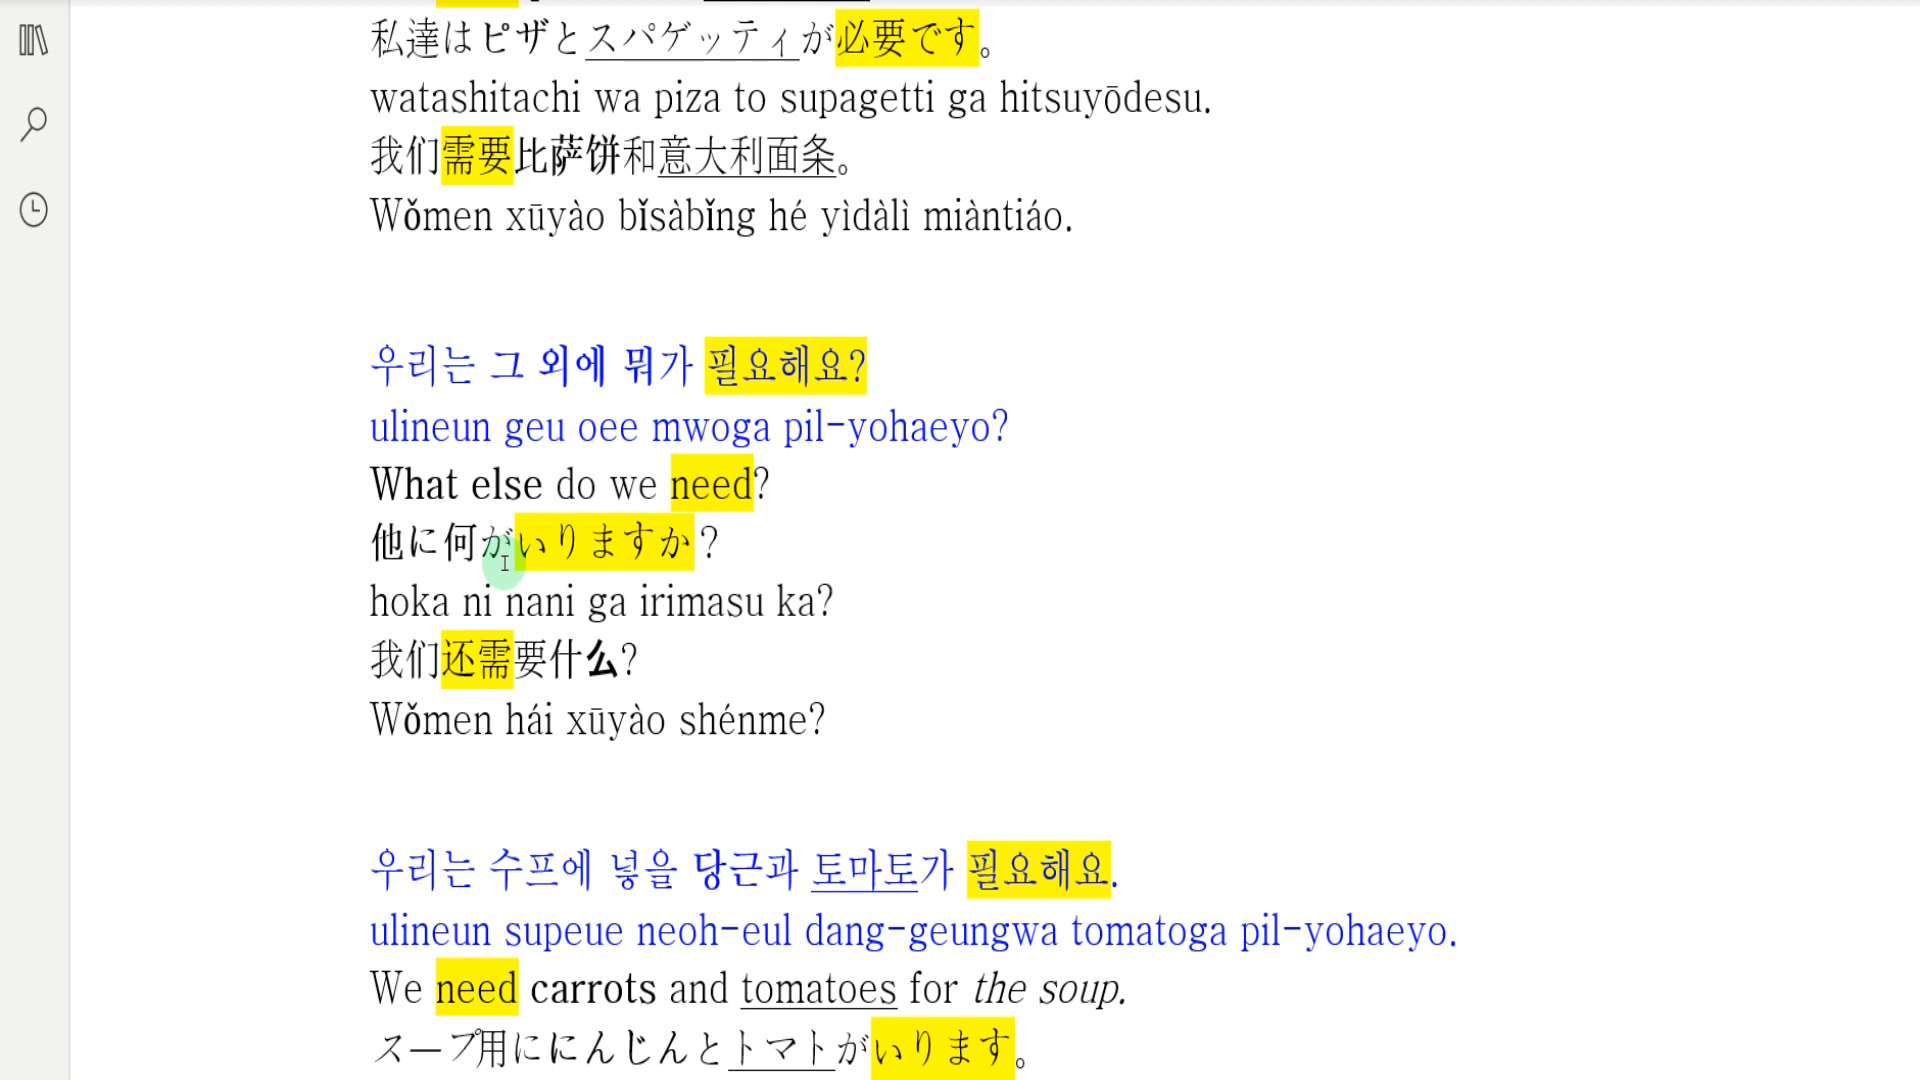 私達はピザとスパゲッティが必要です。
watashitachi wa piza to supagetti ga hitsuyōdesu.
我们需要比萨饼和意大利面条。
Wǒmen xūyào bǐsàbǐng hé yìdàlì miàntiáo.
우리는 그 외에 뭐가 필요해요?
ulineun geu oee mwoga pil-yohaeyo?
What else do we need?
他に何がいりますか？
hoka ni nani ga irimasu ka?
我们还需要什么?
Wǒmen hái xūyào shénme?
우리는 수프에 넣을 당근과 토마토가 필요해요.
ulineun supeue neoh-eul dang-geungwa tomatoga pil-yohaeyo.
We need carrots and tomatoes for the soup.
スープ用ににんじんとトマトがいります。